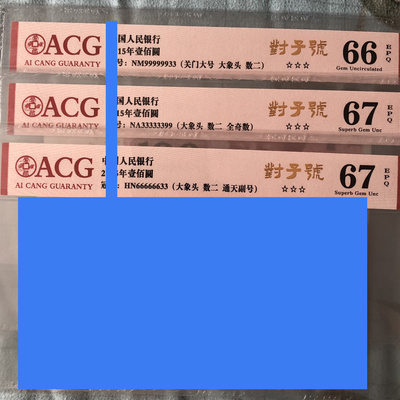 ACG
AI CANG GUARANTY
国人民银行
15年壹佰圆
号: NM99999933 (关门大号 大象头 数二)
對子號
☆☆☆
66
EPQ
Gem Uncirculated
ACG
AI CANG GUARANTY
国人民银行
15年壹佰圆
号: NA33333399 (大象头 数二 全奇数)
對子號
☆☆☆
67
EPQ
Superb Gem Unc
ACG
AI CANG GUARANTY
人民银行
5年壹佰圆
冠 : HN66666633 (大象头 数二 通天副号)
對子號
☆☆☆
67
EPQ
Superb Gem Unc